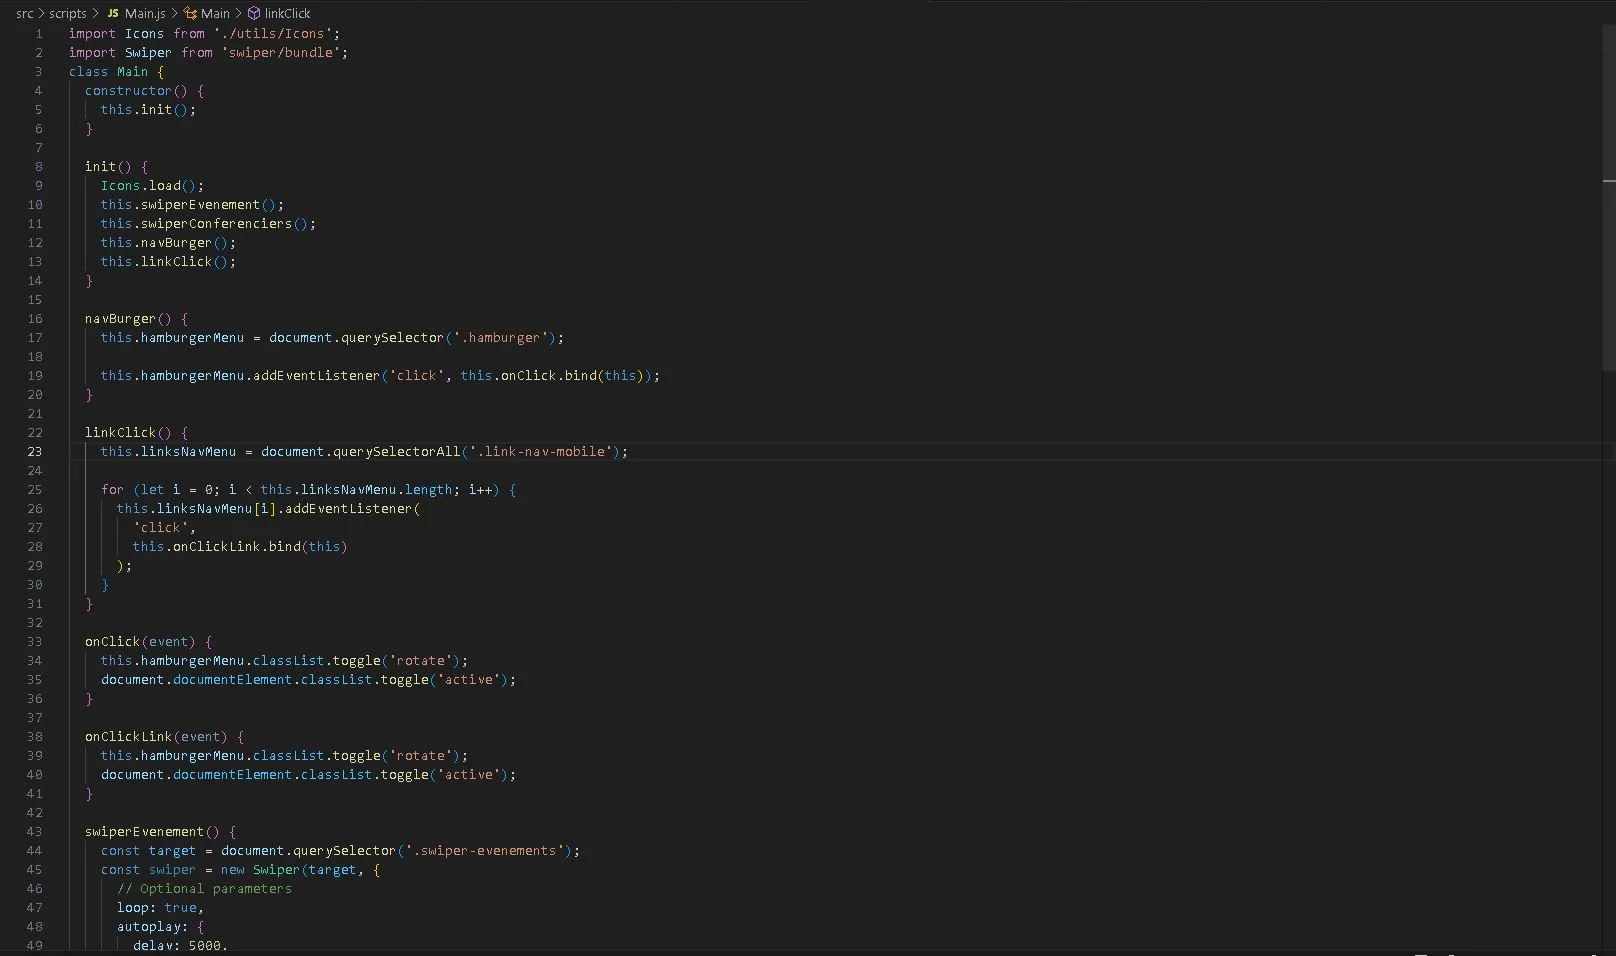 src > scripts > JS Main.js > Main > linkClick
1 import Icons from './utils/Icons';
2 import Swiper from 'swiper/bundle';
3 class Main {
4 constructor() {
5 this.init();
6 }
7
8 init() {
9 Icons.load();
10 this.swiperEvenement();
11 this.swiperConferenciers();
12 this.navBurger();
13 this.linkClick();
14 }
15
16 navBurger() {
17 this.hamburgerMenu = document.querySelector('.hamburger');
18
19 this.hamburgerMenu.addEventListener('click', this.onClick.bind(this));
20 }
21
22 linkClick() {
23 this.linksNavMenu = document.querySelectorAll('.link-nav-mobile');
24
25 for (let i = 0; i < this.linksNavMenu.length; i++) {
26 this.linksNavMenu[i].addEventListener(
27 'click',
28 this.onClickLink.bind(this)
29 );
30 }
31 }
32
33 onClick(event) {
34 this.hamburgerMenu.classList.toggle('rotate');
35 document.documentElement.classList.toggle('active');
36 }
37
38 onClickLink(event) {
39 this.hamburgerMenu.classList.toggle('rotate');
40 document.documentElement.classList.toggle('active');
41 }
42
43 swiperEvenement() {
44 const target = document.querySelector('.swiper-evenements');
45 const swiper = new Swiper(target, {
46 // Optional parameters
47 loop: true,
48 autoplay: {
49 delay: 5000,